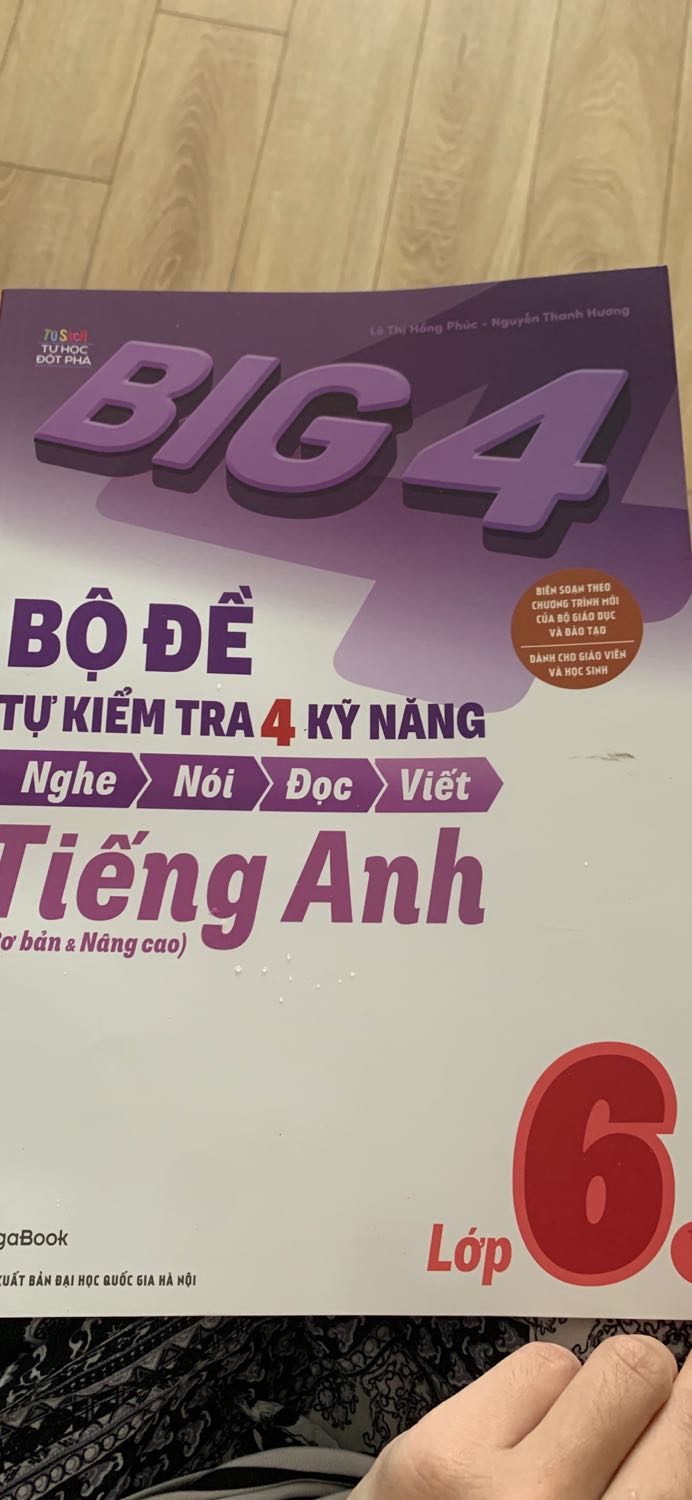 Lê Thị Hồng Phúc - Nguyễn Thanh Hương
TỦ SÁCH
TỰ HỌC
ĐỘT PHÁ
BIG 4
BIÊN SOẠN THEO
CHƯƠNG TRÌNH MỚI
CỦA BỘ GIÁO DỤC
VÀ ĐÀO TẠO
DÀNH CHO GIÁO VIÊN
VÀ HỌC SINH
BỘ ĐỀ
TỰ KIỂM TRA 4 KỸ NĂNG
Nghe Nói Đọc Viết
Tiếng Anh
ơ bản & Nâng cao)
Lớp 6
gaBook
XUẤT BẢN ĐẠI HỌC QUỐC GIA HÀ NỘI